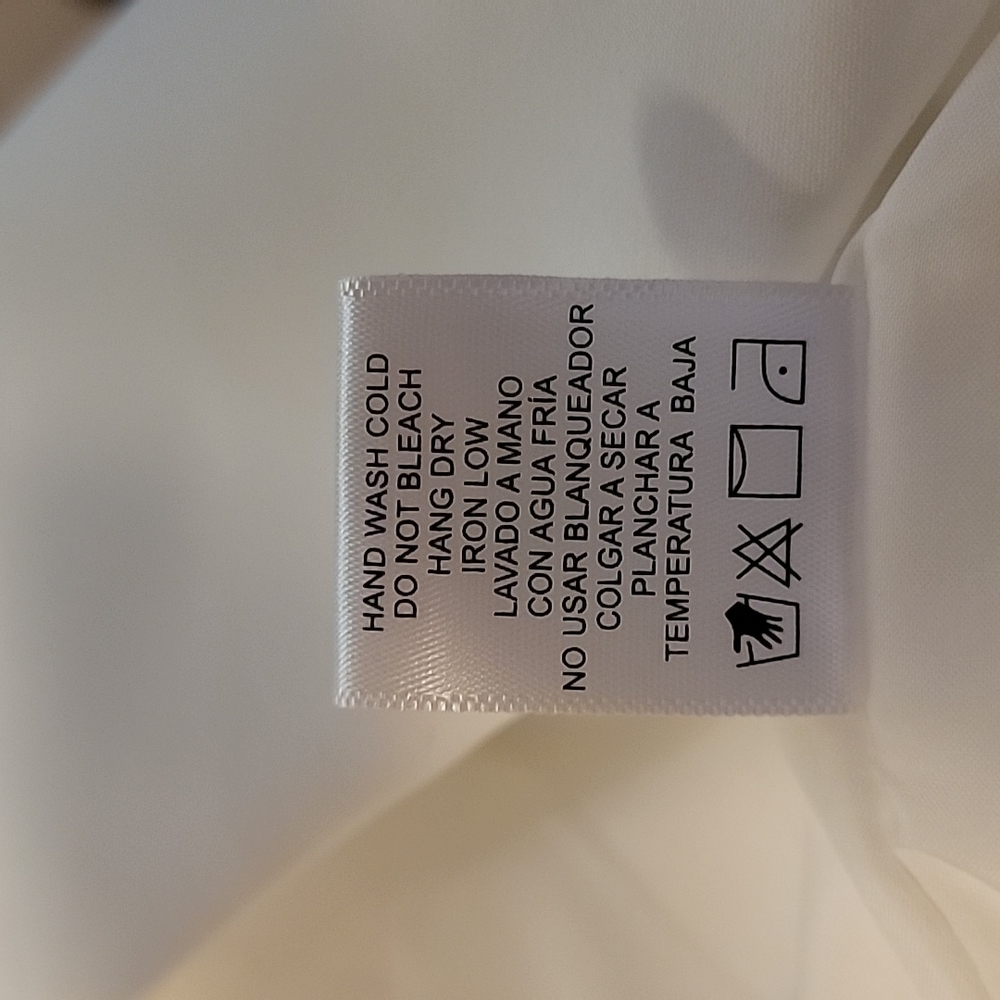 HAND WASH COLD
DO NOT BLEACH
HANG DRY
IRON LOW
LAVADO A MANO
CON AGUA FRÍA
NO USAR BLANQUEADOR
COLGAR A SECAR
PLANCHAR A
TEMPERATURA BAJA